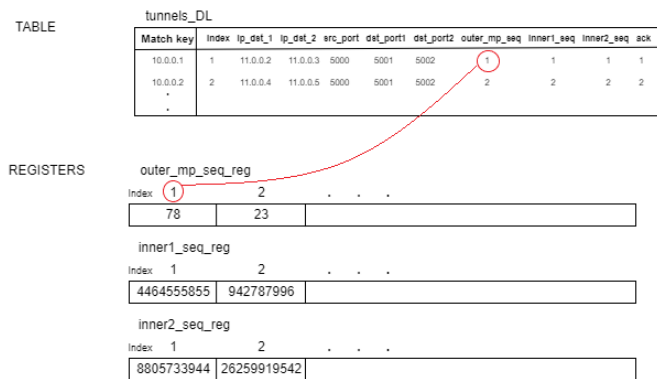 TABLE
tunnels_DL
Match key Index ip_dst_1 ip_dst_2 src_port dst_port1 dst_port2 outer_mp_seq inner1_seq inner2_seq ack
10.0.0.1 1 11.0.0.2 11.0.0.3 5000 5001 5002 1 1 1 1
10.0.0.2 2 11.0.0.4 11.0.0.5 5000 5001 5002 2 2 2 2
.
.
REGISTERS
outer_mp_seq_reg
Index 1 2 . . .
78 23
inner1_seq_reg
Index 1 2 . . .
4464555855 942787996
inner2_seq_reg
Index 1 2 . . .
8805733944 26259919542